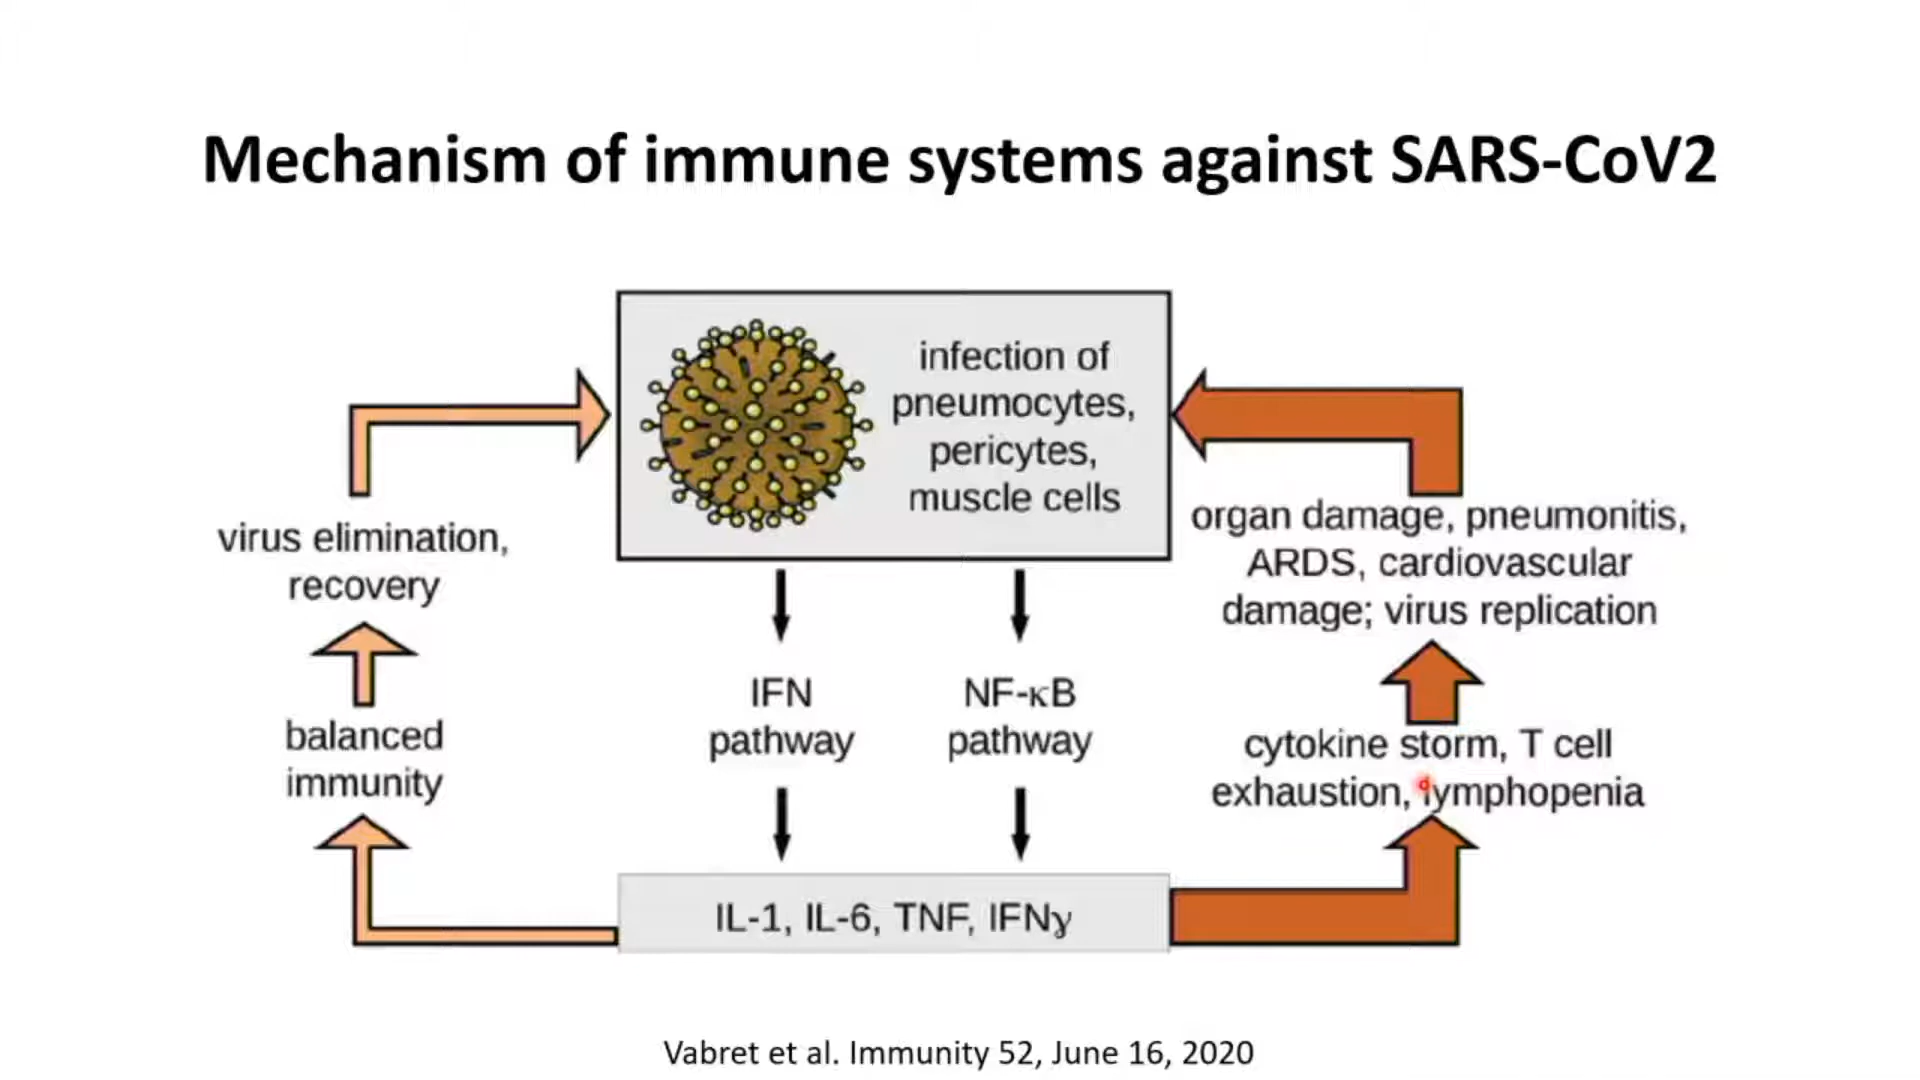 Mechanism of immune systems against SARS-CoV2
infection of
pneumocytes,
pericytes,
muscle cells
virus elimination,
recovery
balanced
immunity
IFN
pathway
NF-κB
pathway
organ damage, pneumonitis,
ARDS, cardiovascular
damage; virus replication
cytokine storm, T cell
exhaustion, lymphopenia
IL-1, IL-6, TNF, IFNγ
Vabret et al. Immunity 52, June 16, 2020